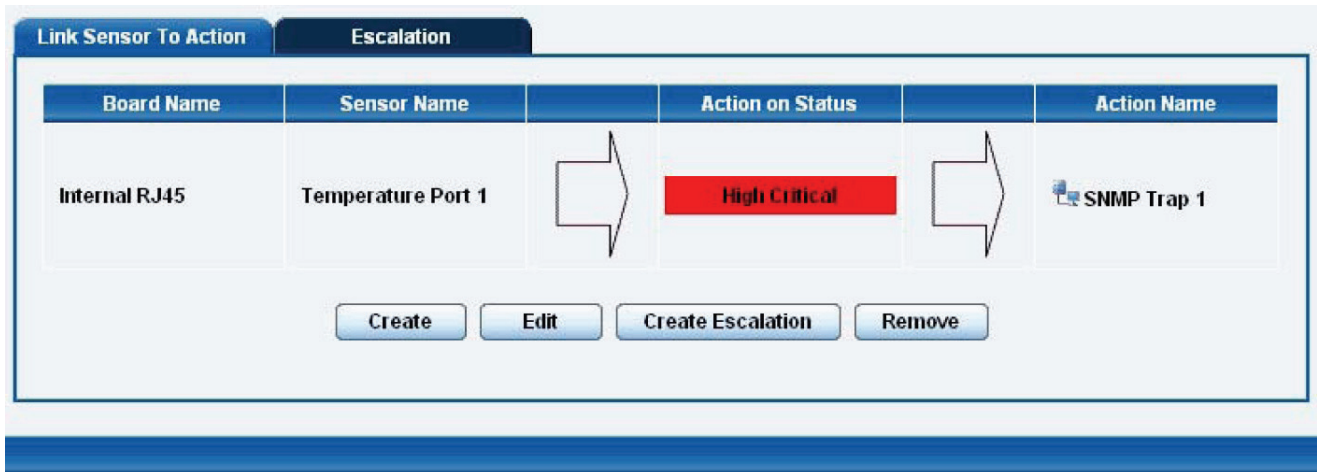 Link Sensor To Action Escalation
Board Name Sensor Name Action on Status Action Name
Internal RJ45 Temperature Port 1 High Critical SNMP Trap 1
Create Edit Create Escalation Remove